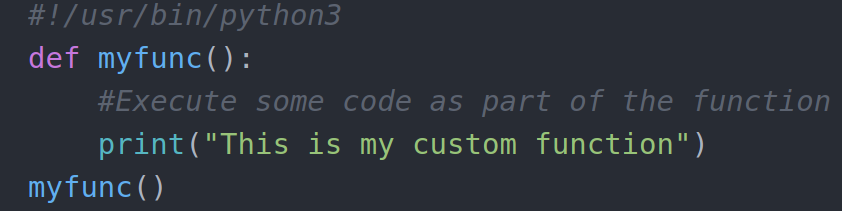 #!/usr/bin/python3
def myfunc():
    #Execute some code as part of the function
    print("This is my custom function")
myfunc()